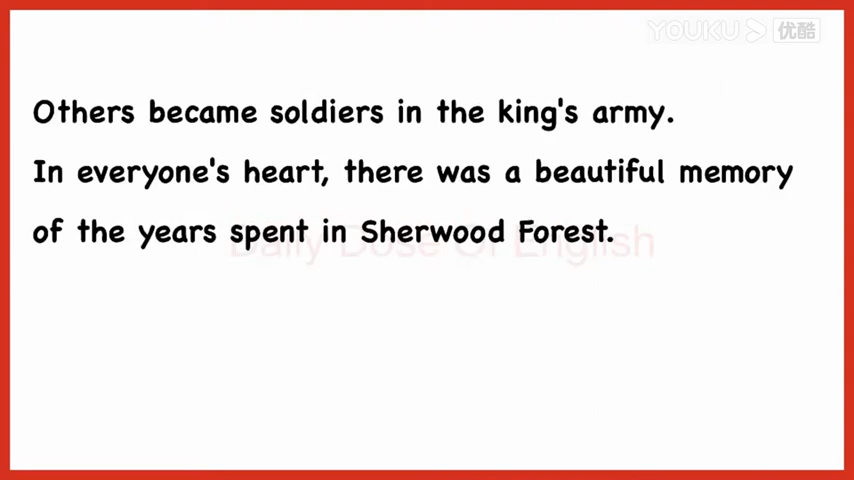 YOUKU 优酷
Others became soldiers in the king's army.
In everyone's heart, there was a beautiful memory
of the years spent in Sherwood Forest.
Daily Dose Of English